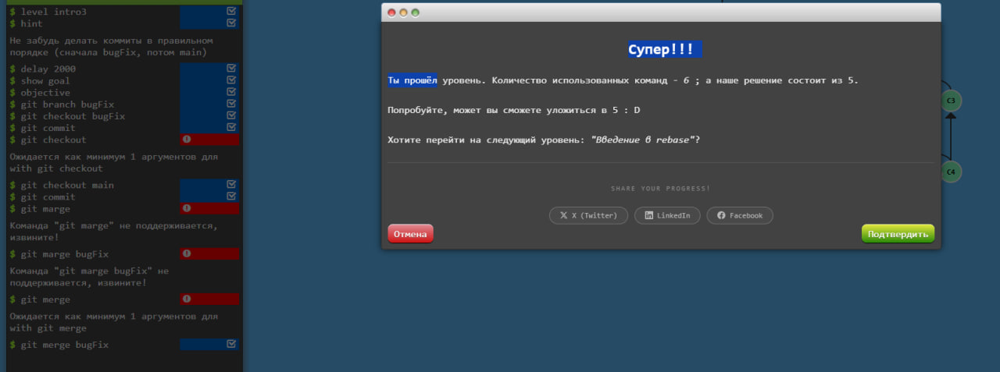 $ level intro3
$ hint
Не забудь делать коммиты в правильном
порядке (сначала bugFix, потом main)
$ delay 2000
$ show goal
$ objective
$ git branch bugFix
$ git checkout bugFix
$ git commit
$ git checkout
Ожидается как минимум 1 аргументов для
with git checkout
$ git checkout main
$ git commit
$ git marge
Команда "git marge" не поддерживается,
извините!
$ git marge bugFix
Команда "git marge bugFix" не
поддерживается, извините!
$ git merge
Ожидается как минимум 1 аргументов для
with git merge
$ git merge bugFix
Супер!!!
Ты прошёл уровень. Количество использованных команд - 6 ; а наше решение состоит из 5.
Попробуйте, может вы сможете уложиться в 5 : D
Хотите перейти на следующий уровень: "Введение в rebase"?
SHARE YOUR PROGRESS!
X (Twitter)
LinkedIn
Facebook
Отмена
Подтвердить
C3
C4